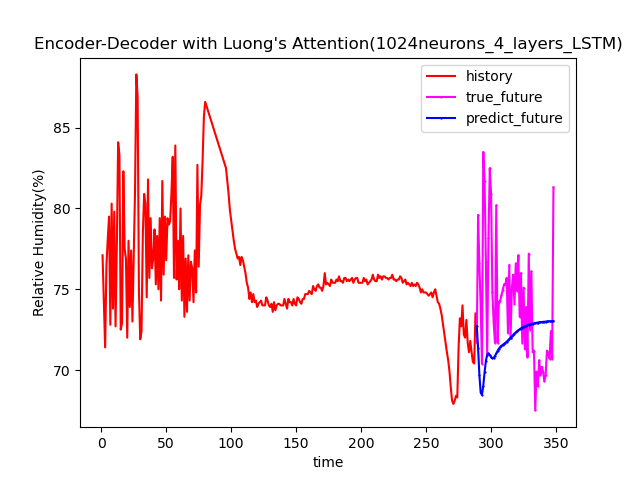 Encoder-Decoder with Luong's Attention(1024neurons_4_layers_LSTM)
history
true_future
predict_future
Relative Humidity(%)
85
80
75
70
0 50 100 150 200 250 300 350
time